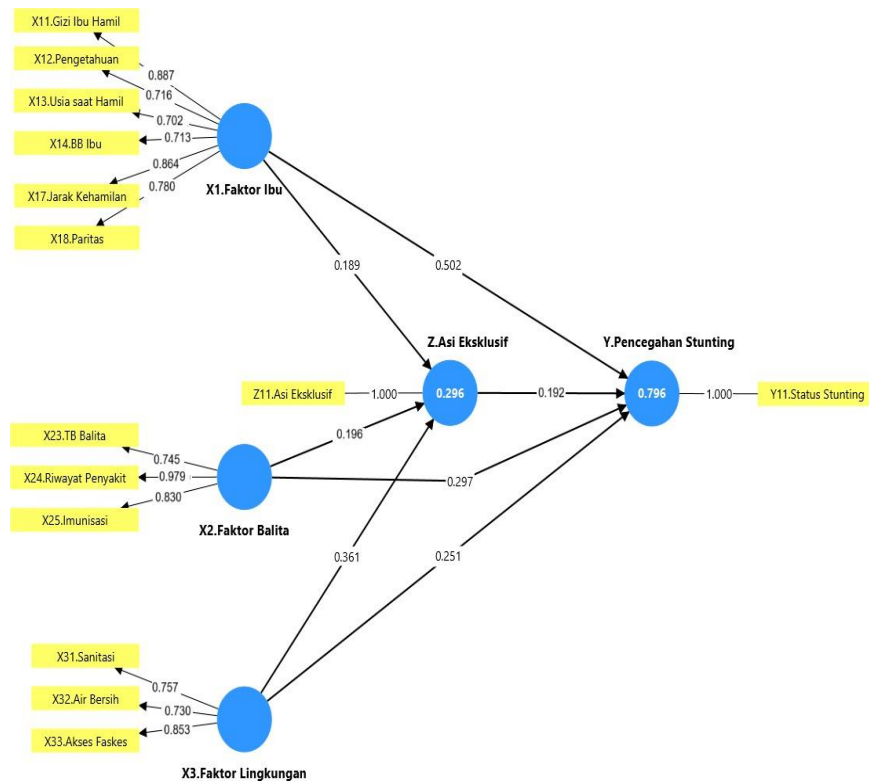 X11.Gizi Ibu Hamil
X12.Pengetahuan
X13.Usia saat Hamil
X14.BB Ibu
X17.Jarak Kehamilan
X18.Paritas
0.887
0.716
0.702
0.713
0.864
0.780
X1.Faktor Ibu
0.189
0.502
Z.Asi Eksklusif
Y.Pencegahan Stunting
Z11.Asi Eksklusif
1.000
0.296
0.192
0.796
1.000
Y11.Status Stunting
X23.TB Balita
X24.Riwayat Penyakit
X25.Imunisasi
0.745
0.979
0.830
0.196
0.297
X2.Faktor Balita
0.361
0.251
X31.Sanitasi
X32.Air Bersih
X33.Akses Faskes
0.757
0.730
0.853
X3.Faktor Lingkungan